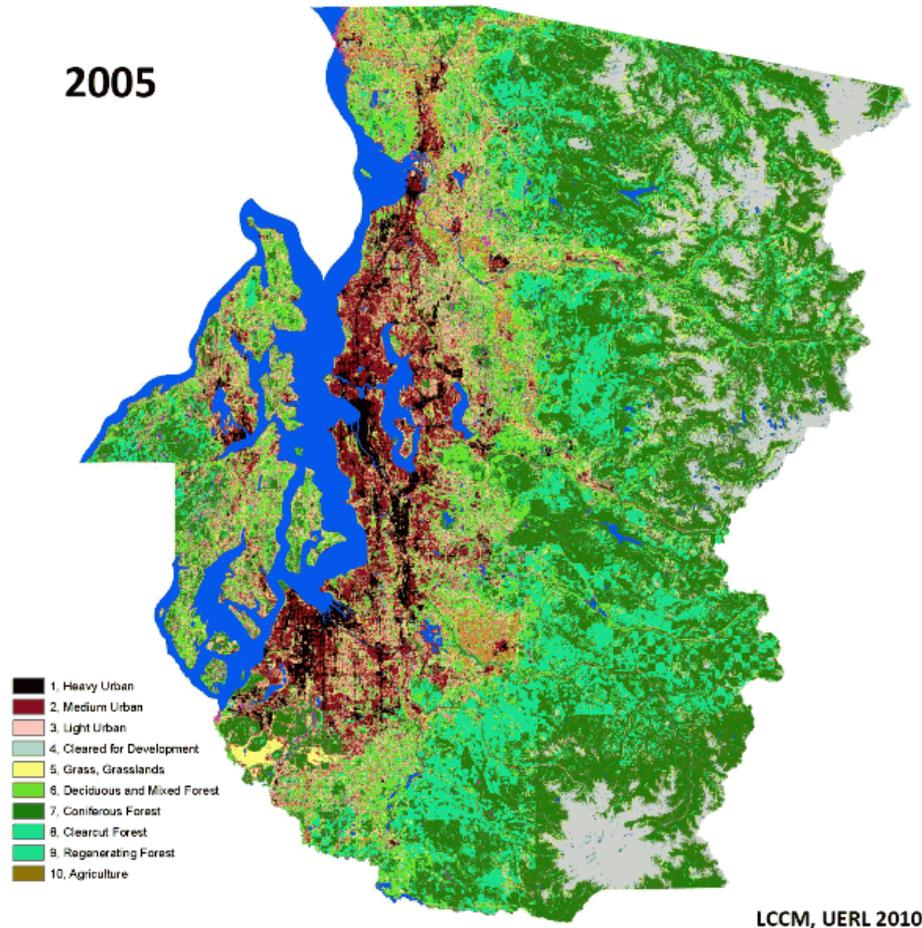 2005
1, Heavy Urban
2, Medium Urban
3, Light Urban
4, Cleared for Development
5, Grass, Grasslands
6, Deciduous and Mixed Forest
7, Coniferous Forest
8, Clearcut Forest
9, Regenerating Forest
10, Agriculture
LCCM, UERL 2010